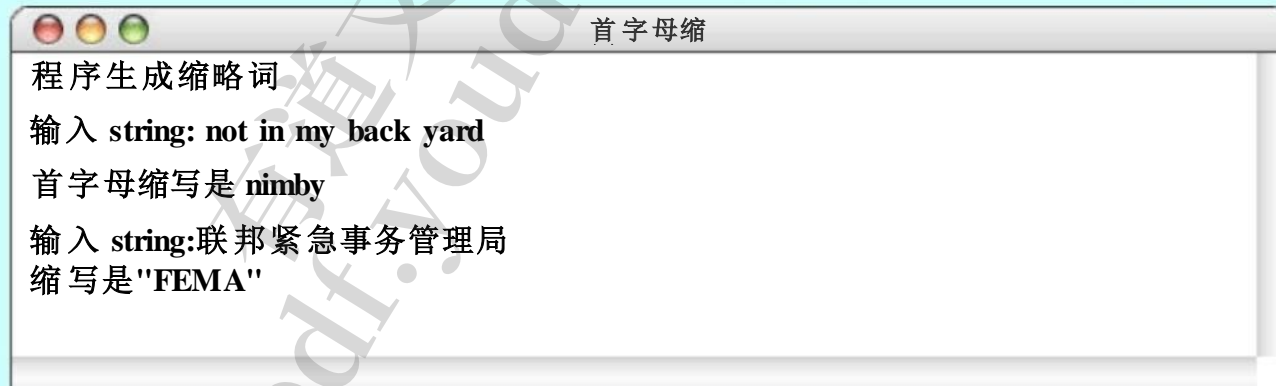 首字母缩
程序生成缩略词
输入 string: not in my back yard
首字母缩写是 nimby
输入 string:联邦紧急事务管理局
缩写是"FEMA"